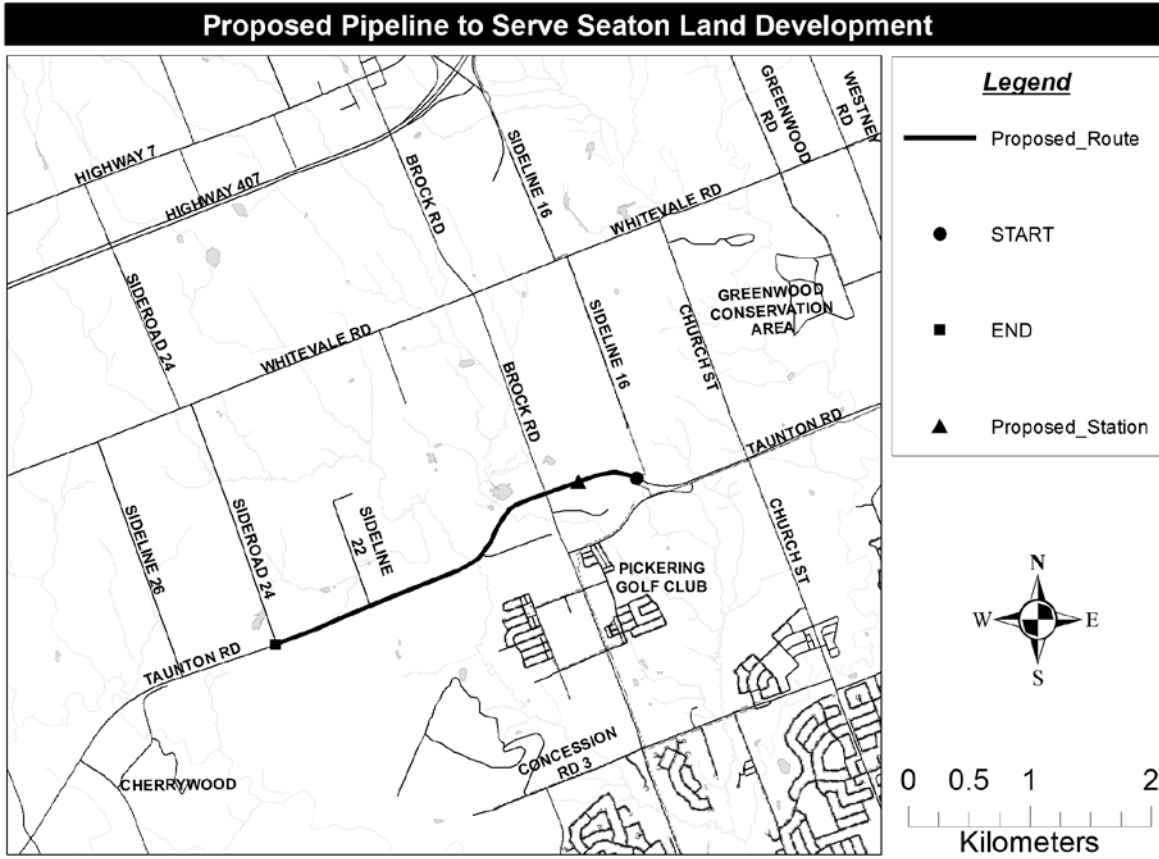 Proposed Pipeline to Serve Seaton Land Development
Legend
Proposed_Route
START
END
Proposed_Station
HIGHWAY 7
HIGHWAY 407
BROCK RD
SIDELINE 16
GREENWOOD
RD
WESTNEY
RD
WHITEVALE RD
SIDEROAD 24
WHITEVALE RD
GREENWOOD
CONSERVATION
AREA
SIDELINE 16
CHURCH ST
BROCK RD
TAUNTON RD
SIDELINE 26
SIDEROAD 24
SIDELINE
22
PICKERING
GOLF CLUB
CHURCH ST
TAUNTON RD
CHERRYWOOD
CONCESSION
RD 3
N
W
E
S
0 0.5 1 2
Kilometers